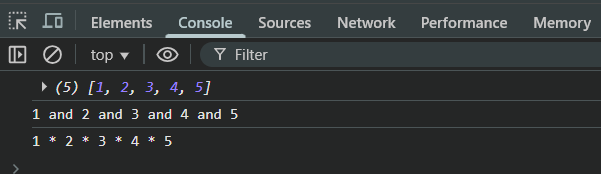 Elements Console Sources Network Performance Memory
top Filter
(5) [1, 2, 3, 4, 5]
1 and 2 and 3 and 4 and 5
1 * 2 * 3 * 4 * 5